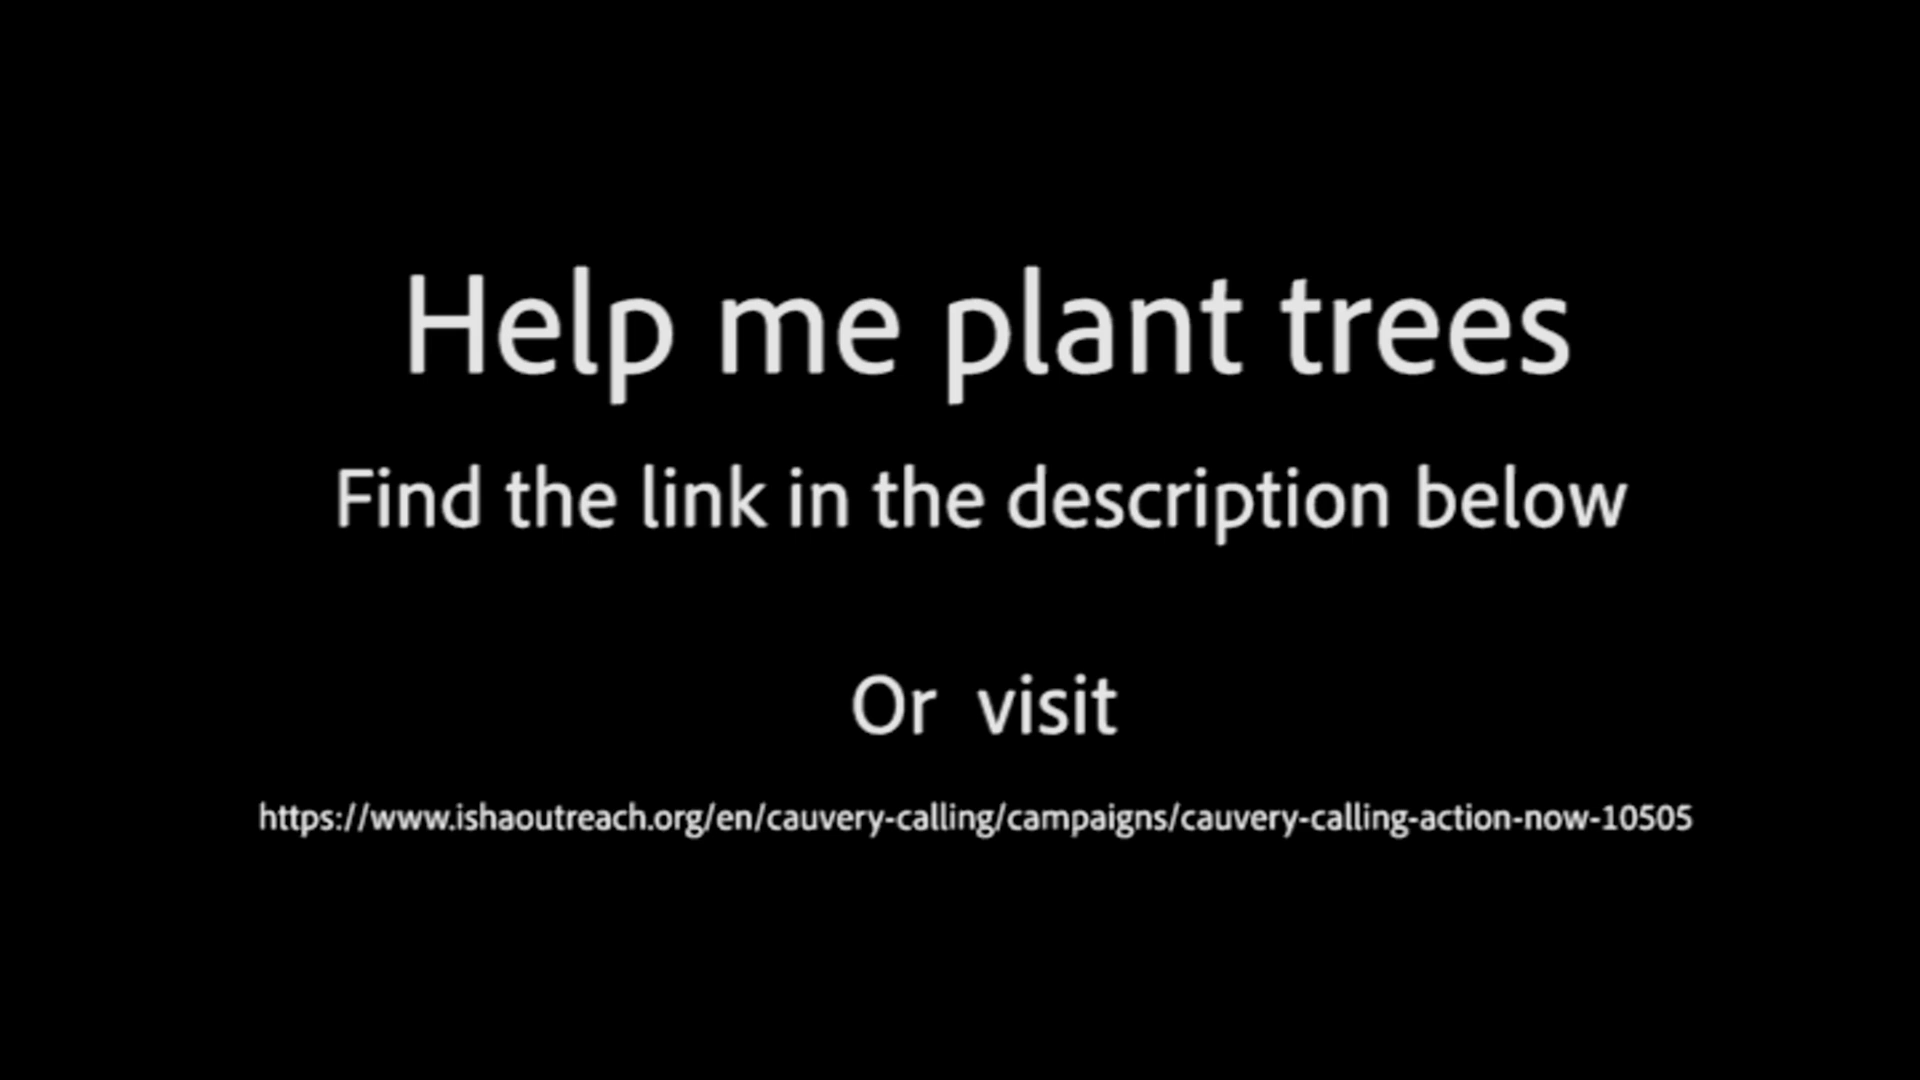 Help me plant trees
Find the link in the description below
Or visit
https://www.ishaoutreach.org/en/cauvery-calling/campaigns/cauvery-calling-action-now-10505